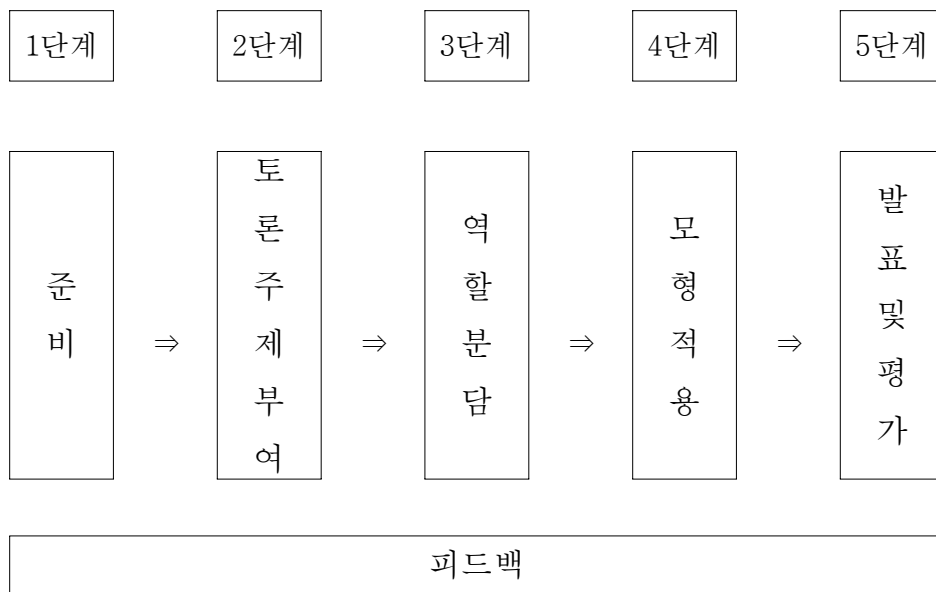 1단계 2단계 3단계 4단계 5단계
준비 ⇒ 토론주제부여 ⇒ 역할분담 ⇒ 모형적용 ⇒ 발표및평가
피드백